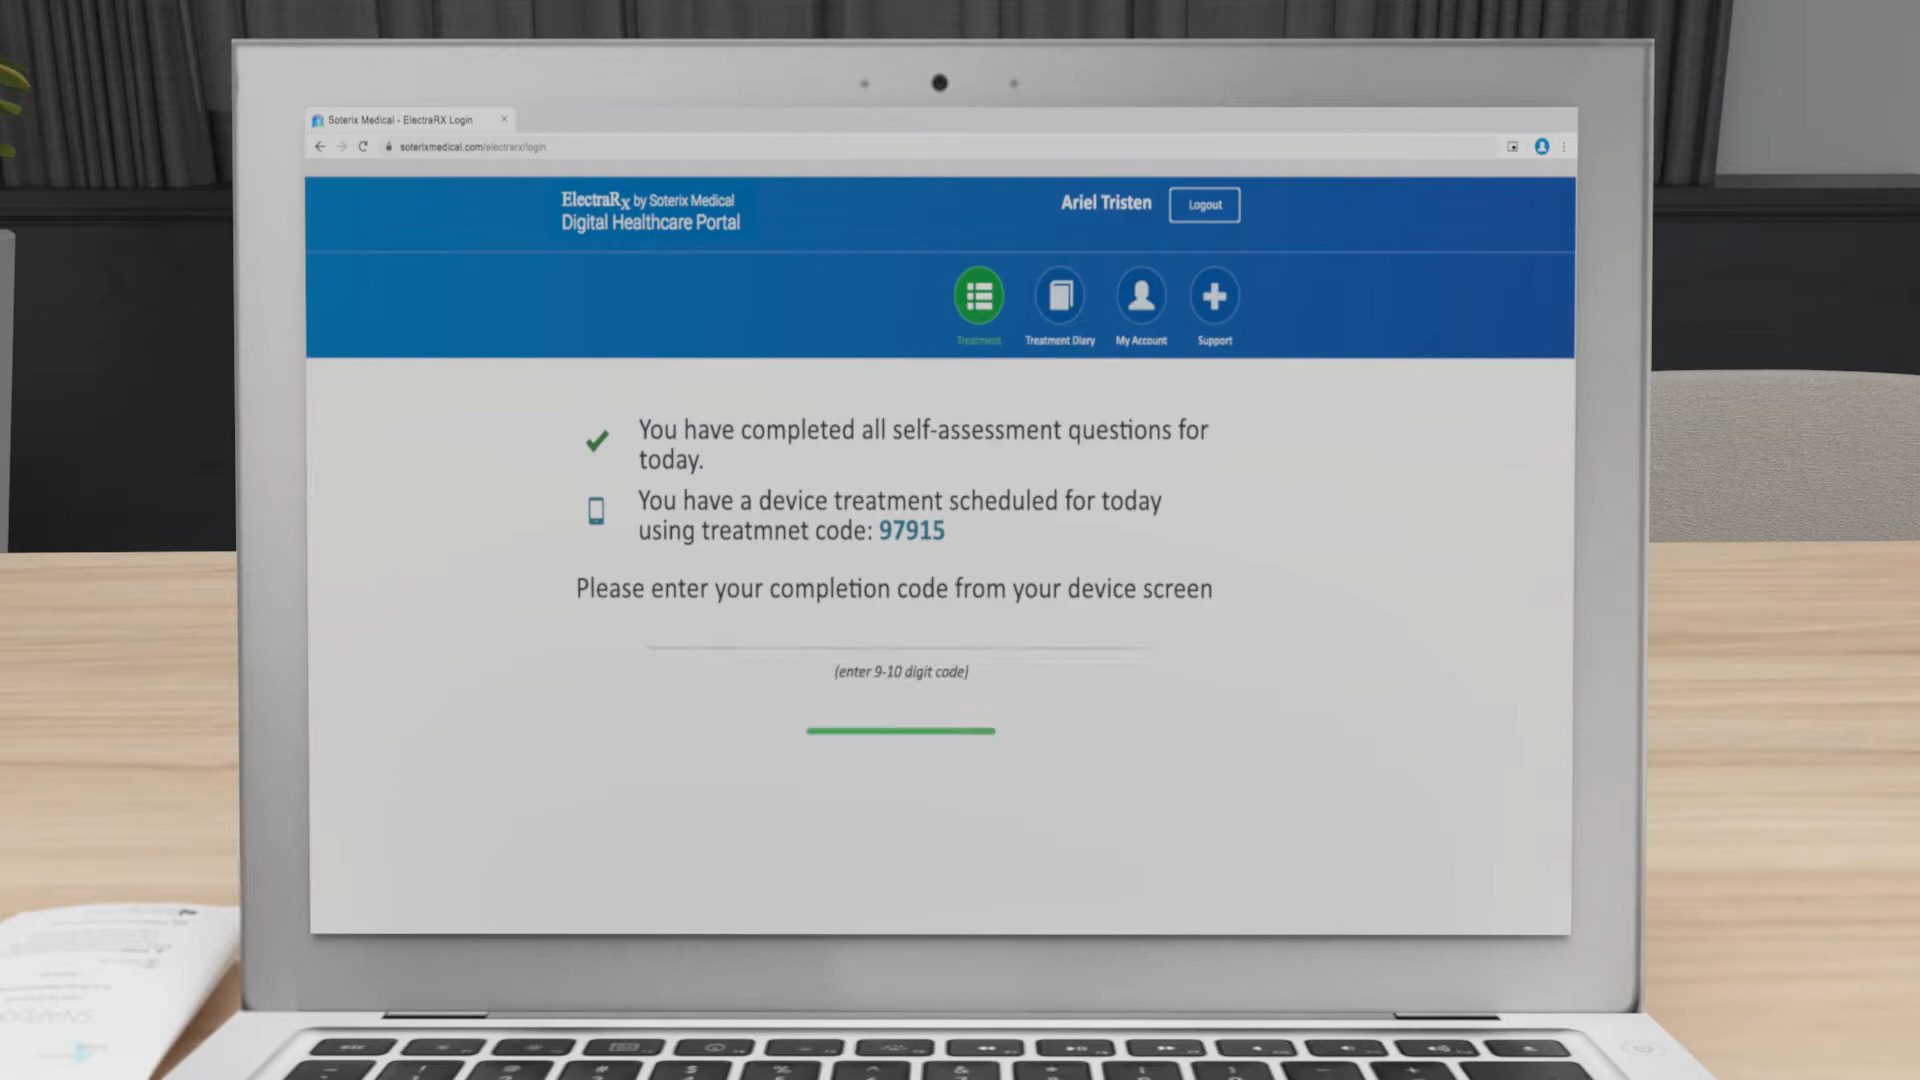 Soterix Medical - ElectraRX Login
soterixmedical.com/electrarx/login
ElectraRx by Soterix Medical
Digital Healthcare Portal
Ariel Tristen
Logout
Treatment
Treatment Diary
My Account
Support
You have completed all self-assessment questions for
today.
You have a device treatment scheduled for today
using treatmnet code: 97915
Please enter your completion code from your device screen
(enter 9-10 digit code)
esc